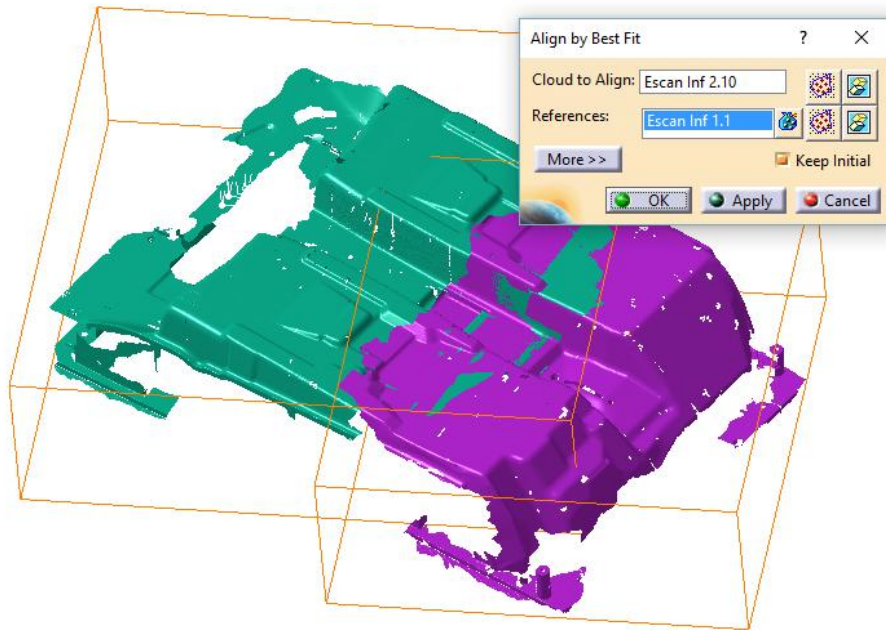 Align by Best Fit ?
Cloud to Align: Escan Inf 2.10
References: Escan Inf 1.1
More >> Keep Initial
OK Apply Cancel